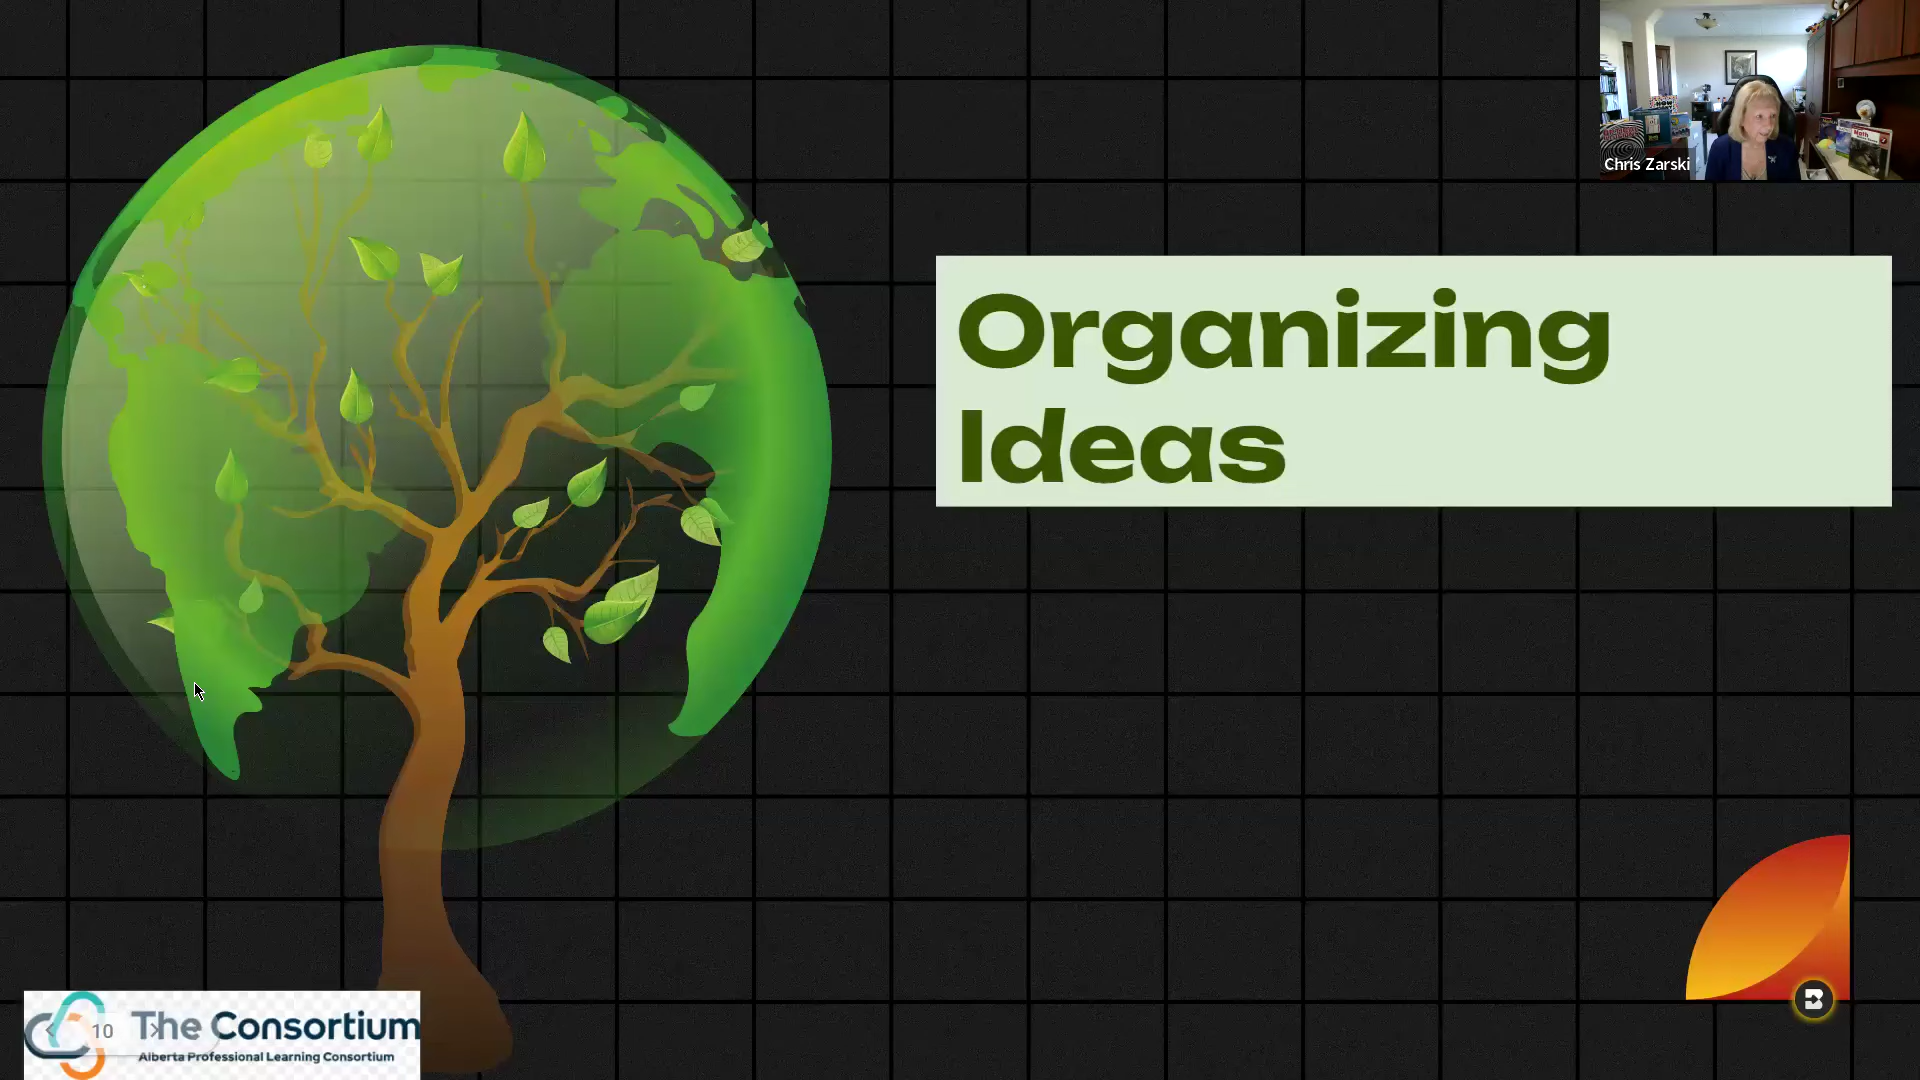 Chris Zarski
Organizing
Ideas
10
The Consortium
Alberta Professional Learning Consortium